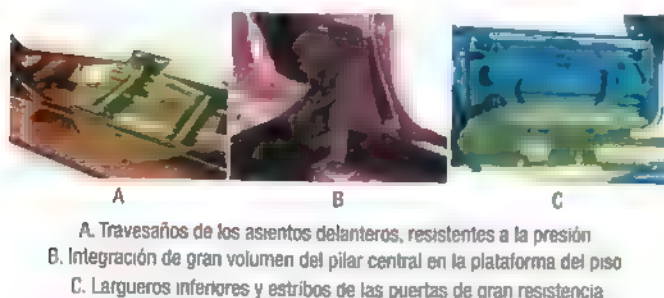 A
B
C
A. Travesaños de los asientos delanteros, resistentes a la presión
B. Integración de gran volumen del pilar central en la plataforma del piso
C. Largueros inferiores y estribos de las puertas de gran resistencia